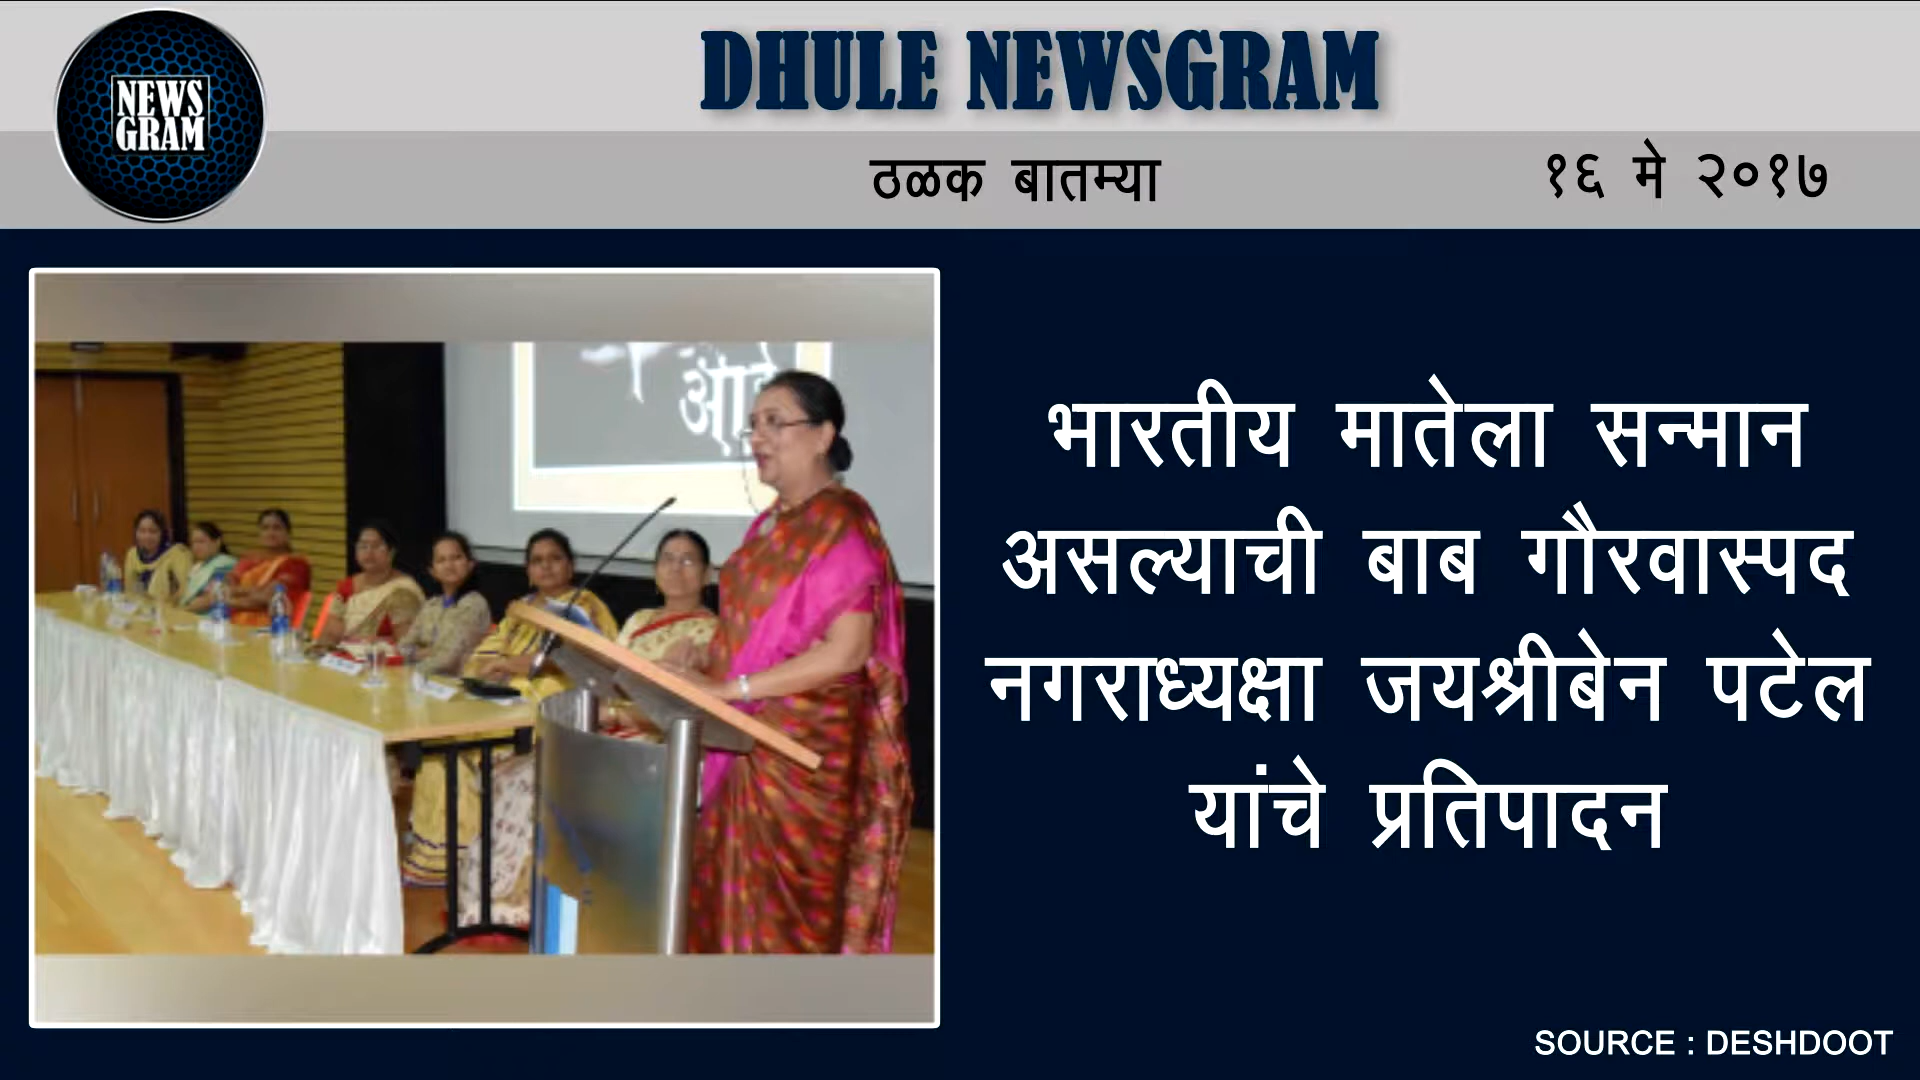 NEWS
GRAM
DHULE NEWSGRAM
ठळक बातम्या
१६ मे २०१७
भारतीय मातेला सन्मान
असल्याची बाब गौरवास्पद
नगराध्यक्षा जयश्रीबेन पटेल
यांचे प्रतिपादन
SOURCE : DESHDOOT